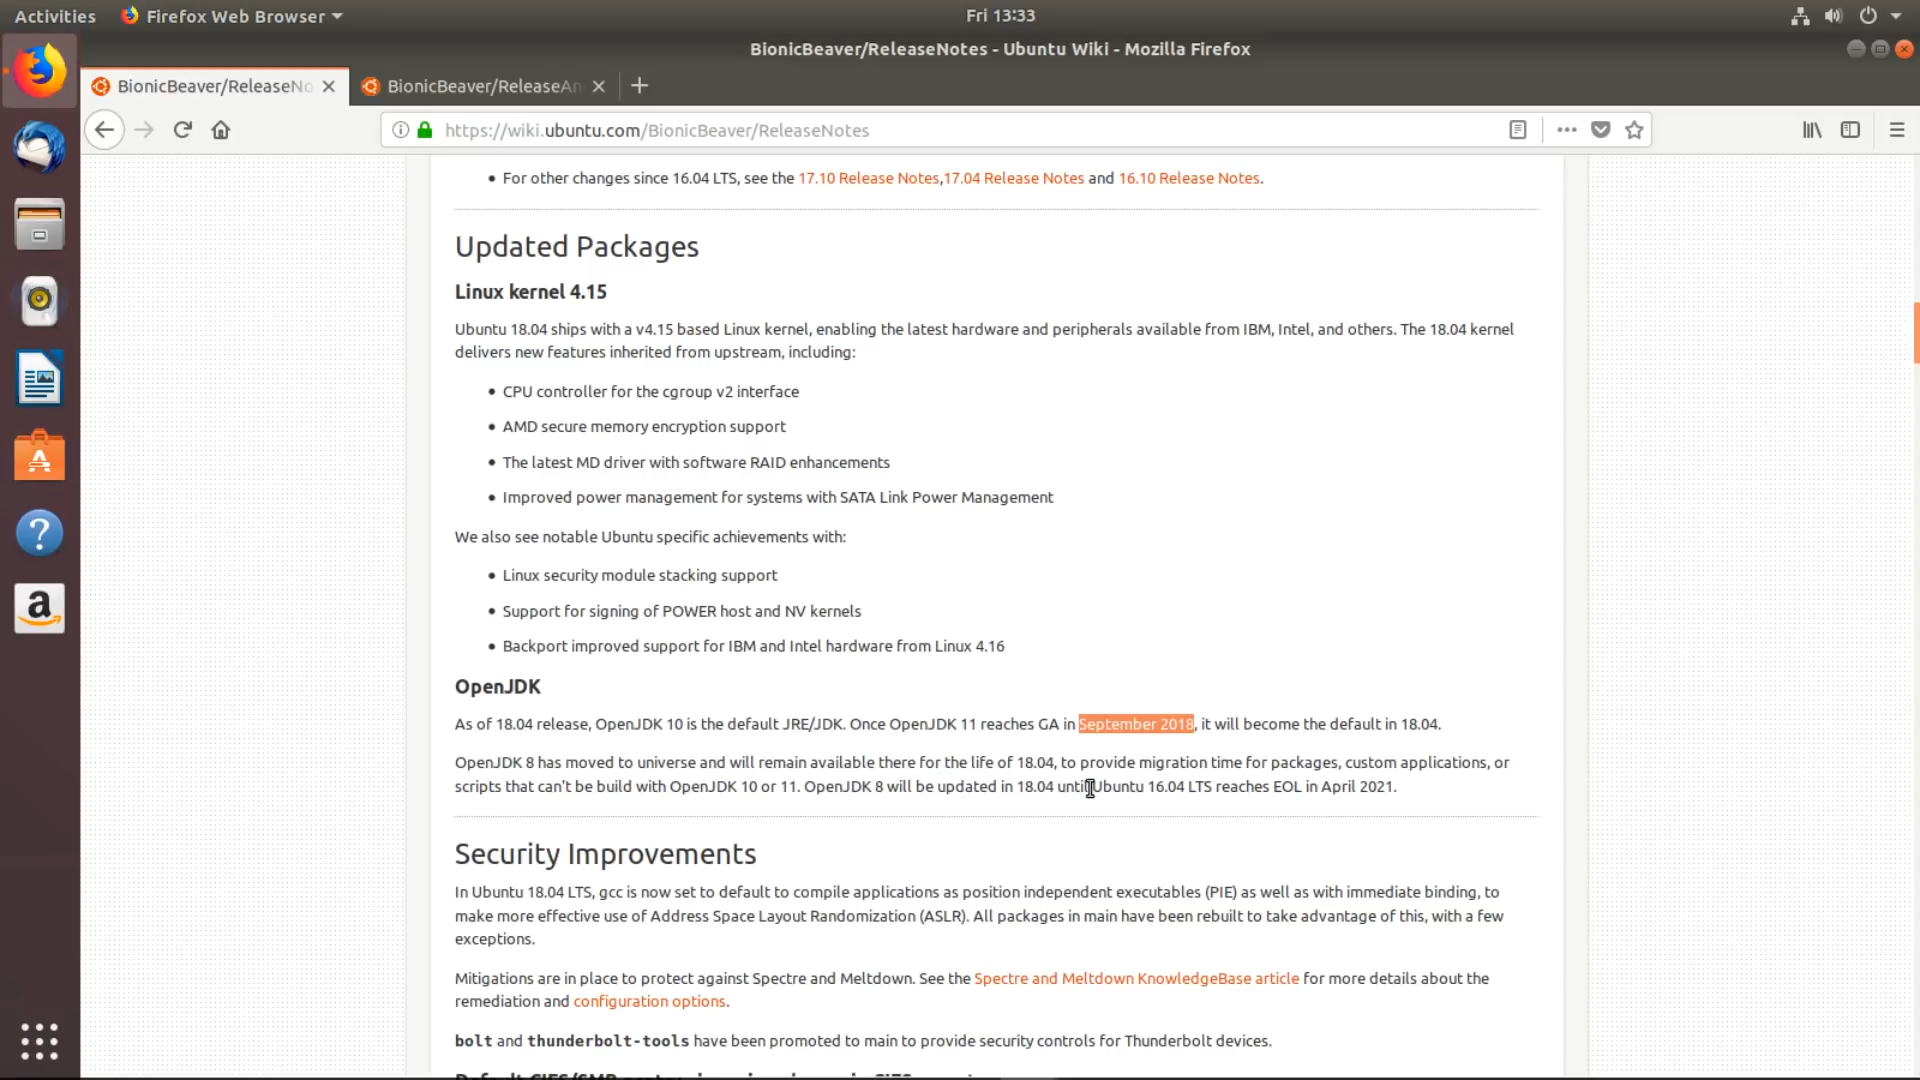 Activities
Firefox Web Browser
Fri 13:33
BionicBeaver/ReleaseNotes - Ubuntu Wiki - Mozilla Firefox
BionicBeaver/ReleaseNo
BionicBeaver/ReleaseAn
https://wiki.ubuntu.com/BionicBeaver/ReleaseNotes
• For other changes since 16.04 LTS, see the 17.10 Release Notes,17.04 Release Notes and 16.10 Release Notes.
Updated Packages
Linux kernel 4.15
Ubuntu 18.04 ships with a v4.15 based Linux kernel, enabling the latest hardware and peripherals available from IBM, Intel, and others. The 18.04 kernel
delivers new features inherited from upstream, including:
• CPU controller for the cgroup v2 interface
• AMD secure memory encryption support
• The latest MD driver with software RAID enhancements
• Improved power management for systems with SATA Link Power Management
We also see notable Ubuntu specific achievements with:
• Linux security module stacking support
• Support for signing of POWER host and NV kernels
• Backport improved support for IBM and Intel hardware from Linux 4.16
OpenJDK
As of 18.04 release, OpenJDK 10 is the default JRE/JDK. Once OpenJDK 11 reaches GA in September 2018, it will become the default in 18.04.
OpenJDK 8 has moved to universe and will remain available there for the life of 18.04, to provide migration time for packages, custom applications, or
scripts that can't be build with OpenJDK 10 or 11. OpenJDK 8 will be updated in 18.04 until Ubuntu 16.04 LTS reaches EOL in April 2021.
Security Improvements
In Ubuntu 18.04 LTS, gcc is now set to default to compile applications as position independent executables (PIE) as well as with immediate binding, to
make more effective use of Address Space Layout Randomization (ASLR). All packages in main have been rebuilt to take advantage of this, with a few
exceptions.
Mitigations are in place to protect against Spectre and Meltdown. See the Spectre and Meltdown KnowledgeBase article for more details about the
remediation and configuration options.
bolt and thunderbolt-tools have been promoted to main to provide security controls for Thunderbolt devices.